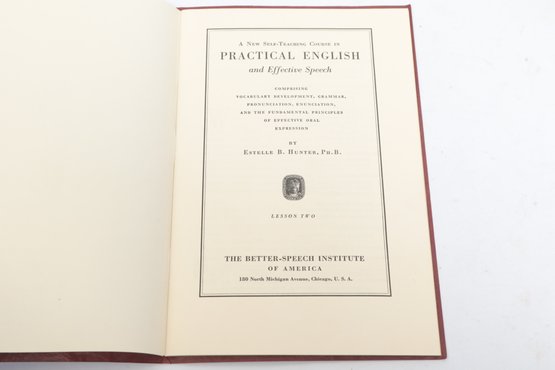 A New Self-Teaching Course in
PRACTICAL ENGLISH
and Effective Speech
COMPRISING
VOCABULARY DEVELOPMENT, GRAMMAR,
PRONUNCIATION, ENUNCIATION,
AND THE FUNDAMENTAL PRINCIPLES
OF EFFECTIVE ORAL
EXPRESSION
BY
Estelle B. Hunter, Ph.B.
LESSON TWO
THE BETTER-SPEECH INSTITUTE
OF AMERICA
180 North Michigan Avenue, Chicago, U. S. A.